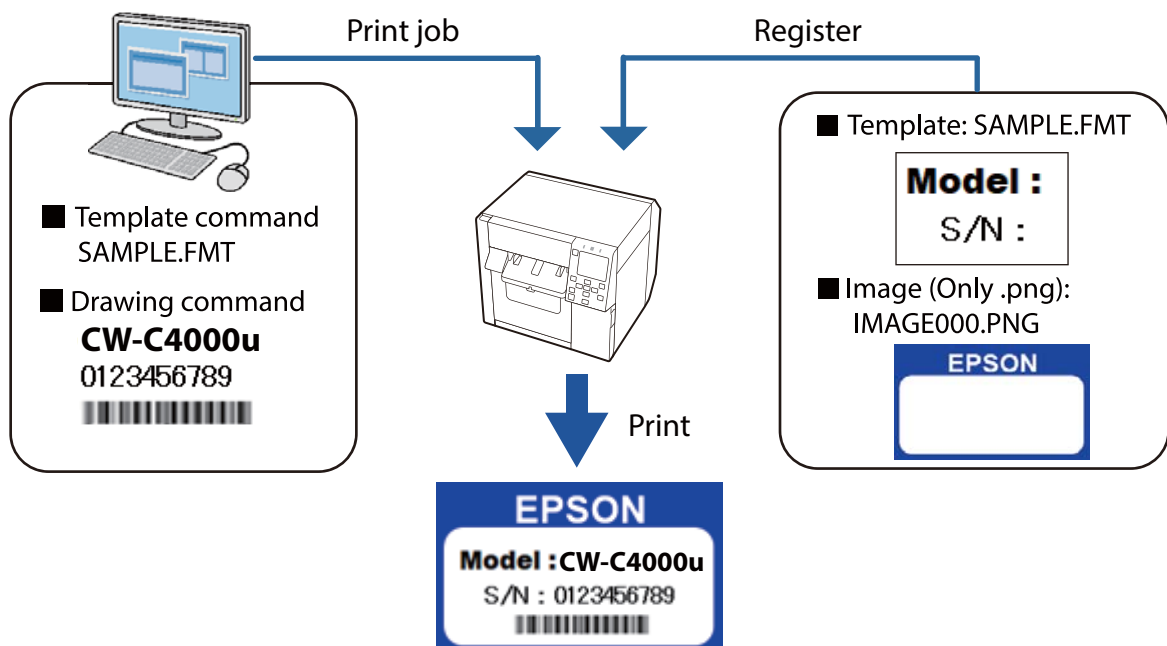 Print job
Register
■ Template command
SAMPLE.FMT
■ Drawing command
CW-C4000u
0123456789
■ Template: SAMPLE.FMT
Model :
S/N :
■ Image (Only .png):
IMAGE000.PNG
EPSON
Print
EPSON
Model : CW-C4000u
S/N : 0123456789